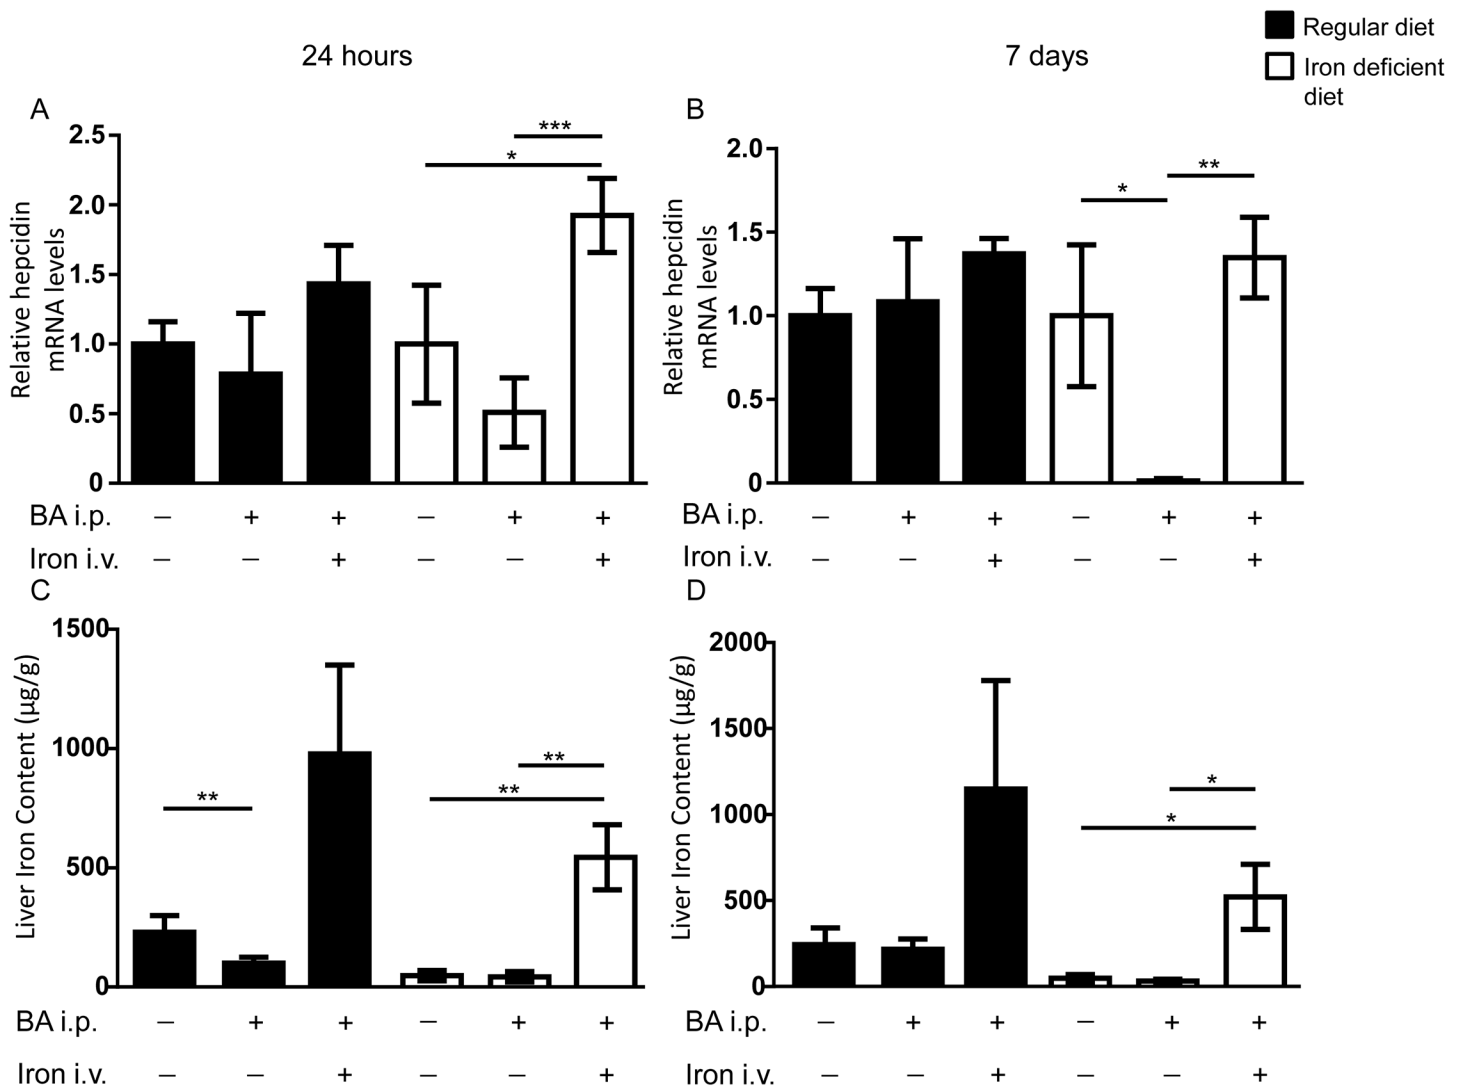 Regular diet
Iron deficient
diet
24 hours
7 days
A
2.5
2.0
1.5
1.0
0.5
0
Relative hepcidin
mRNA levels
***
*
BA i.p. – + + – + +
Iron i.v. – – + – – +
B
2.0
1.5
1.0
0.5
0
Relative hepcidin
mRNA levels
**
*
BA i.p. – + + – + +
Iron i.v. – – + – – +
C
1500
1000
500
0
Liver Iron Content (µg/g)
**
**
**
BA i.p. – + + – + +
Iron i.v. – – + – – +
D
2000
1500
1000
500
0
Liver Iron Content (µg/g)
*
*
BA i.p. – + + – + +
Iron i.v. – – + – – +